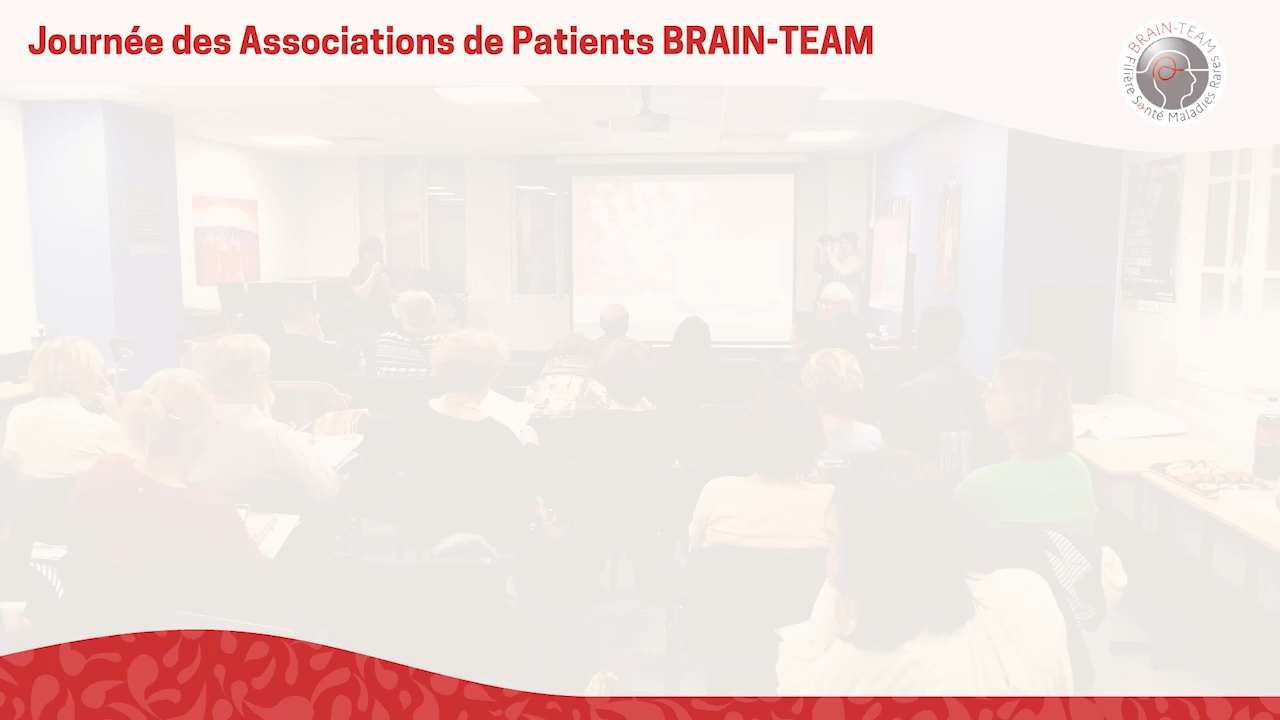 Journée des Associations de Patients BRAIN-TEAM
BRAIN-TEAM
Filière Santé Maladies Rares